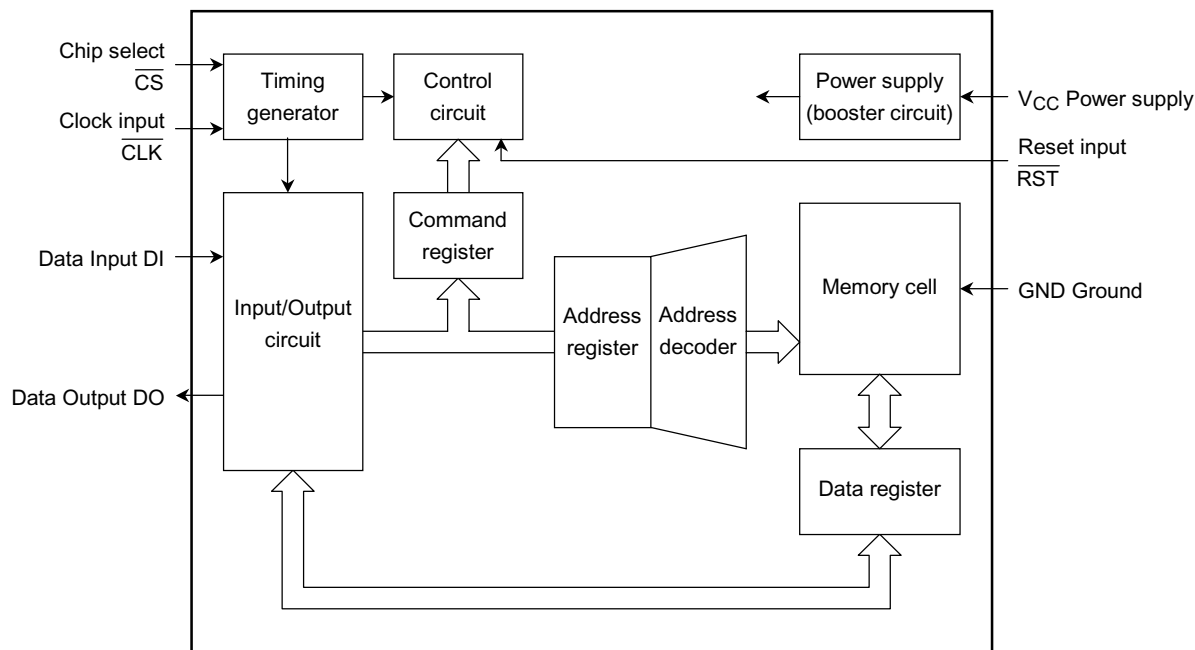 Chip select
CS
Clock input
CLK
Timing
generator
Control
circuit
Power supply
(booster circuit)
VCC Power supply
Reset input
RST
Data Input DI
Input/Output
circuit
Data Output DO
Command
register
Address
register
Address
decoder
Memory cell
GND Ground
Data register